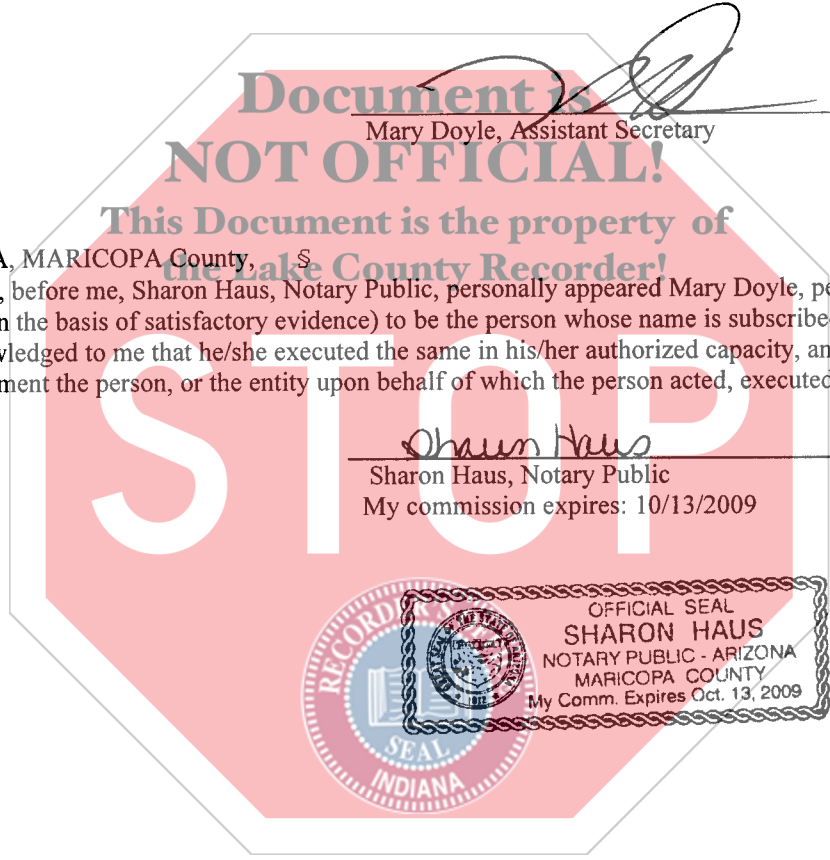 Document is
Mary Doyle, Assistant Secretary
NOT OFFICIAL!
This Document is the property of
A, MARICOPA County, §
the Lake County Recorder!
, before me, Sharon Haus, Notary Public, personally appeared Mary Doyle, pe
n the basis of satisfactory evidence) to be the person whose name is subscribe
wledged to me that he/she executed the same in his/her authorized capacity, an
ment the person, or the entity upon behalf of which the person acted, executed
STOP
Sharon Haus
Sharon Haus, Notary Public
My commission expires: 10/13/2009
OFFICIAL SEAL
SHARON HAUS
NOTARY PUBLIC - ARIZONA
MARICOPA COUNTY
My Comm. Expires Oct. 13, 2009
1912
SEAL
INDIANA